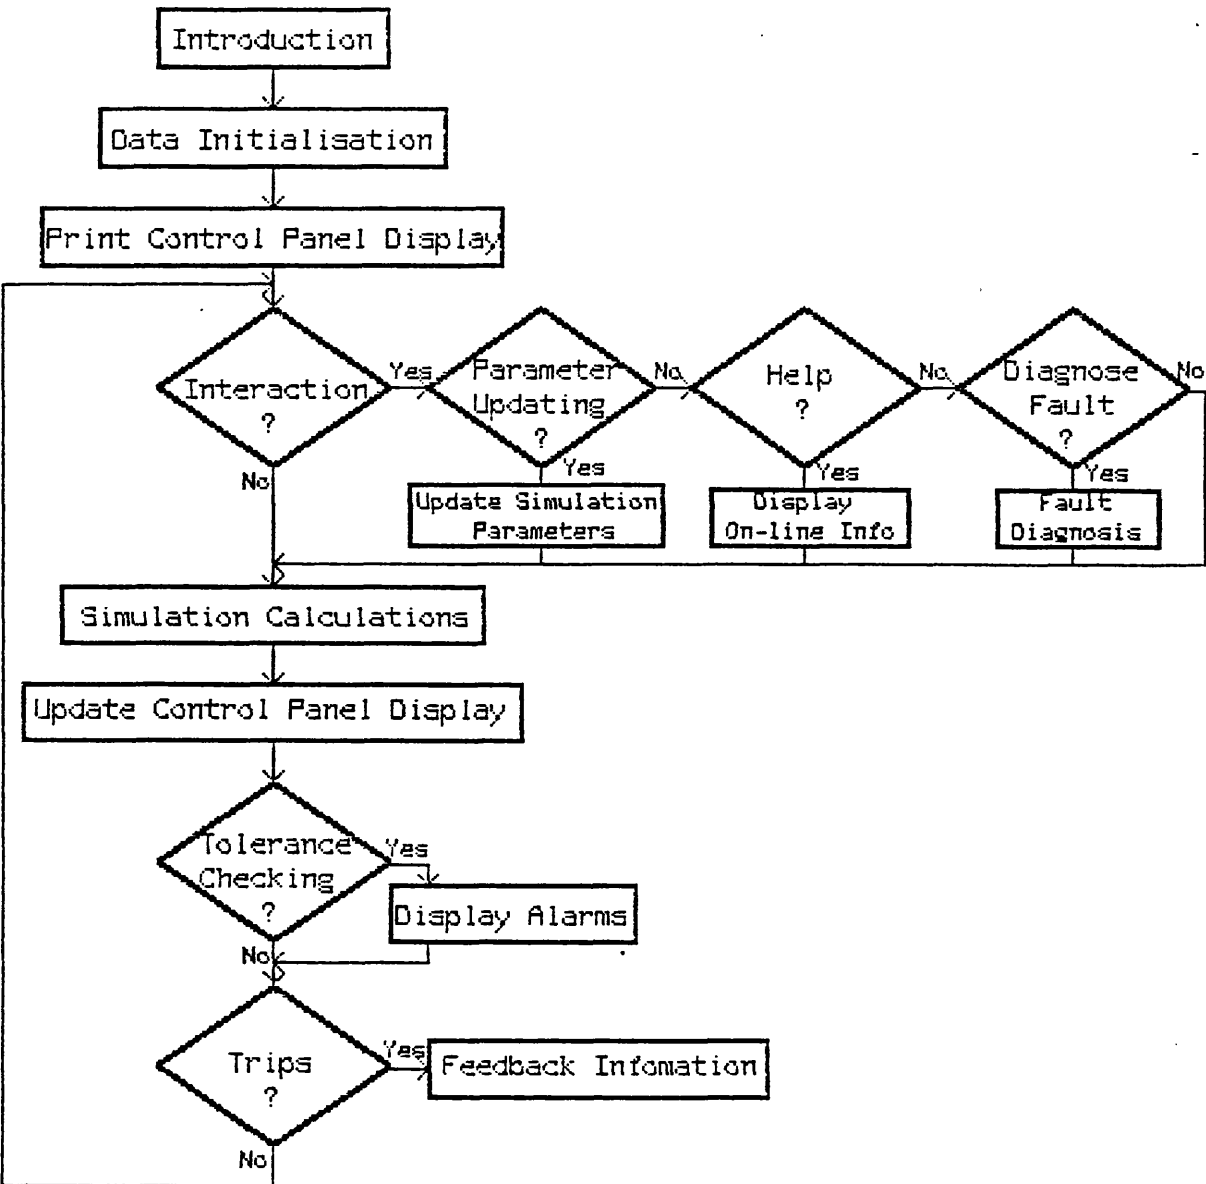 Introduction
Data Initialisation
Print Control Panel Display
Interaction
?
Yes
No
Parameter
Updating
?
No
Yes
Help
?
No
Yes
Diagnose
Fault
?
No
Yes
Update Simulation
Parameters
Display
On-line Info
Fault
Diagnosis
Simulation Calculations
Update Control Panel Display
Tolerance
Checking
?
Yes
No
Display Alarms
Trips
?
Yes
No
Feedback Infomation